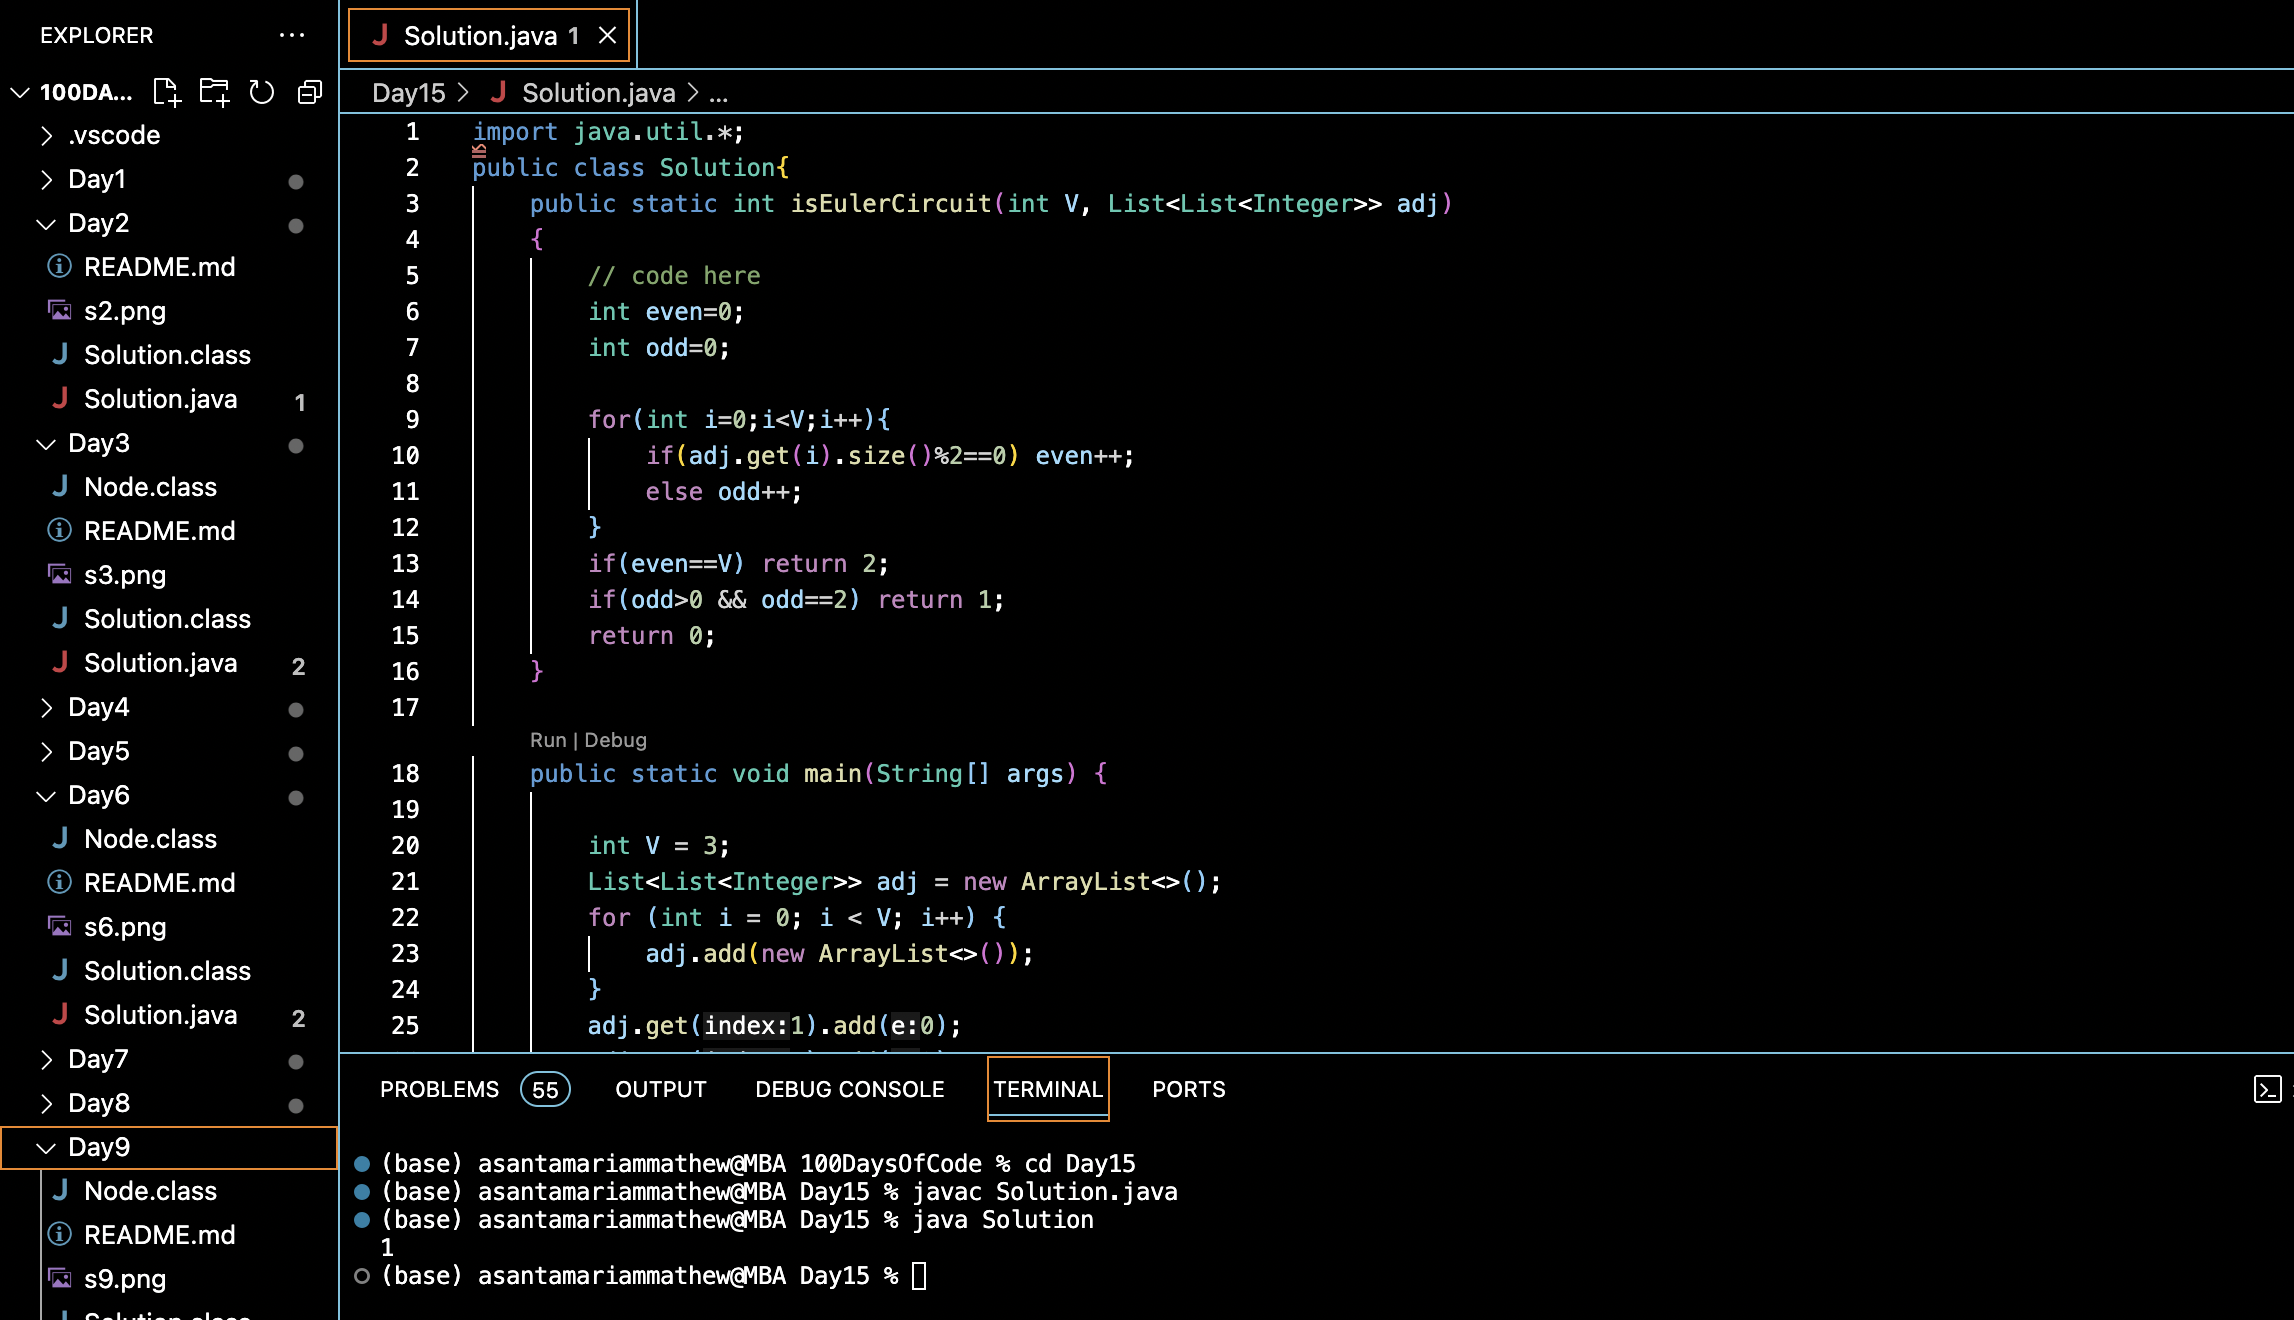 EXPLORER ...
100DA...
.vscode
Day1
Day2
README.md
s2.png
Solution.class
Solution.java 1
Day3
Node.class
README.md
s3.png
Solution.class
Solution.java 2
Day4
Day5
Day6
Node.class
README.md
s6.png
Solution.class
Solution.java 2
Day7
Day8
Day9
Node.class
README.md
s9.png
Solution.class
J Solution.java 1
Day15 > J Solution.java > ...
1 import java.util.*;
2 public class Solution{
3 public static int isEulerCircuit(int V, List<List<Integer>> adj)
4 {
5 // code here
6 int even=0;
7 int odd=0;
8
9 for(int i=0;i<V;i++){
10 if(adj.get(i).size()%2==0) even++;
11 else odd++;
12 }
13 if(even==V) return 2;
14 if(odd>0 && odd==2) return 1;
15 return 0;
16 }
17
Run | Debug
18 public static void main(String[] args) {
19
20 int V = 3;
21 List<List<Integer>> adj = new ArrayList<>();
22 for (int i = 0; i < V; i++) {
23 adj.add(new ArrayList<>());
24 }
25 adj.get(index:1).add(e:0);
PROBLEMS 55 OUTPUT DEBUG CONSOLE TERMINAL PORTS
(base) asantamariammathew@MBA 100DaysOfCode % cd Day15
(base) asantamariammathew@MBA Day15 % javac Solution.java
(base) asantamariammathew@MBA Day15 % java Solution
1
(base) asantamariammathew@MBA Day15 %